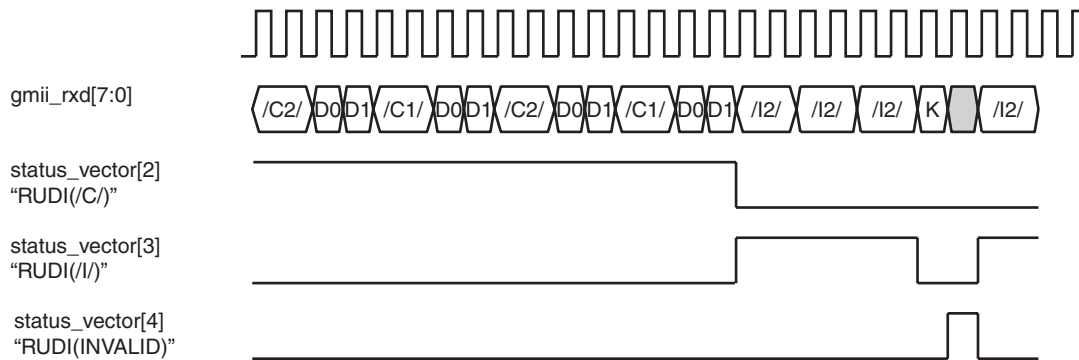 gmii_rxd[7:0]
/C2/ D0 D1 /C1/ D0 D1 /C2/ D0 D1 /C1/ D0 D1 /I2/ /I2/ /I2/ K /I2/
status_vector[2]
“RUDI(/C/)”
status_vector[3]
“RUDI(/I/)”
status_vector[4]
“RUDI(INVALID)”